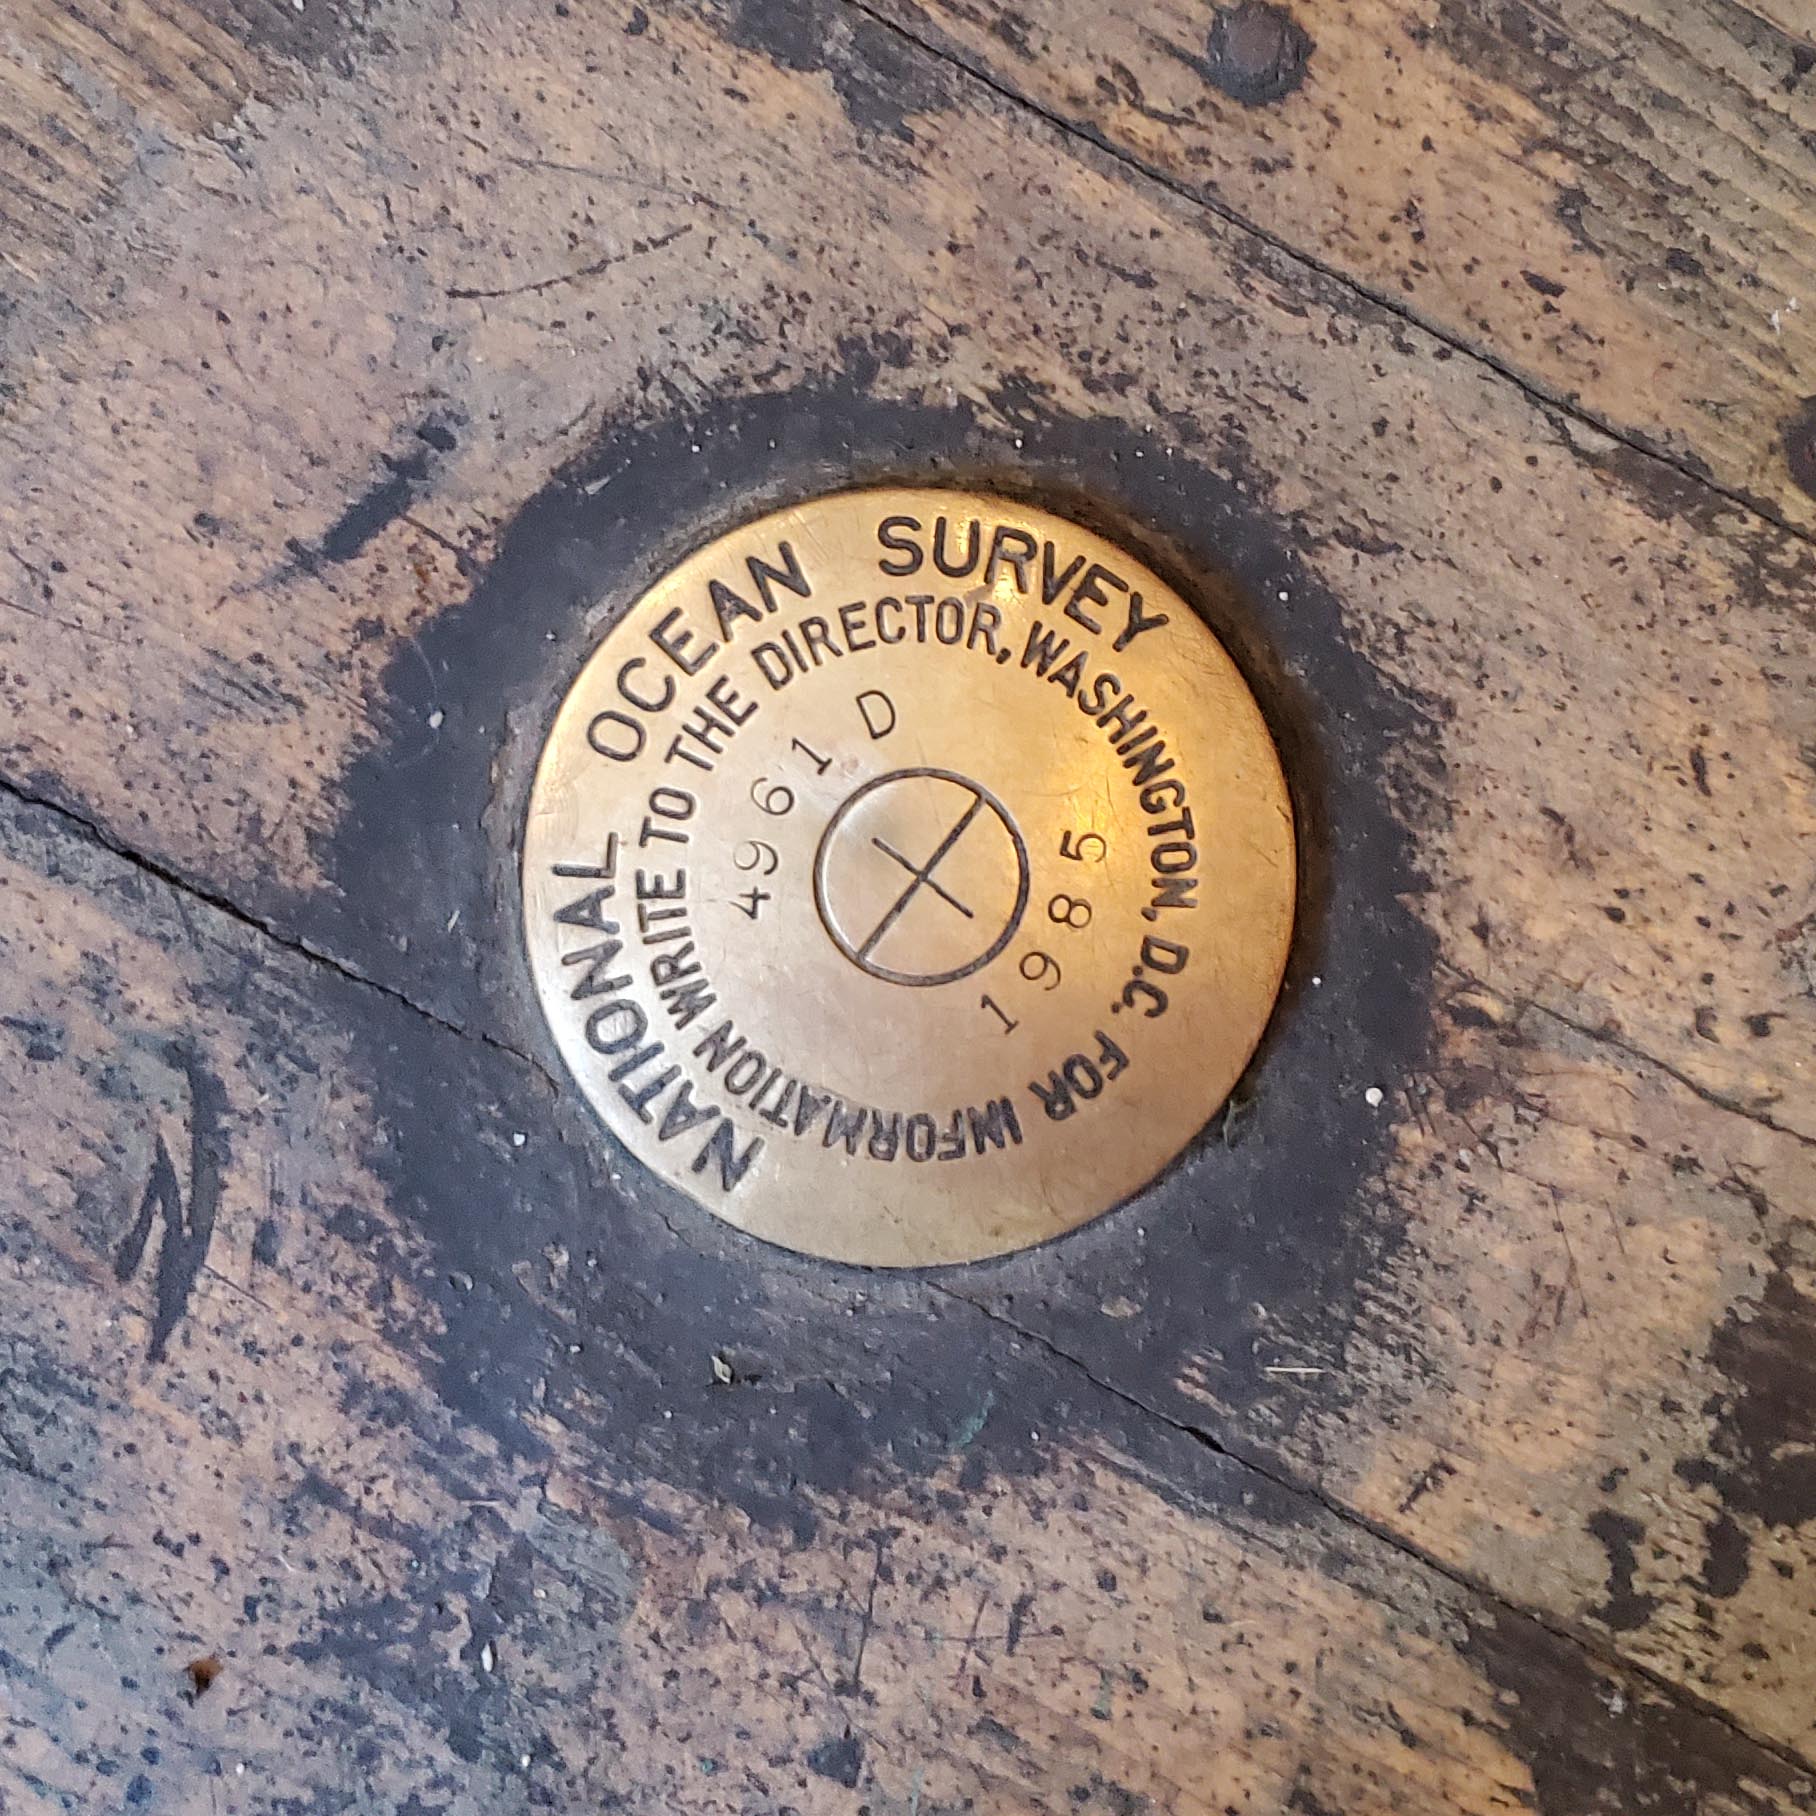 NATIONAL OCEAN SURVEY
FOR INFORMATION WRITE TO THE DIRECTOR, WASHINGTON, D.C.
4961 D
1985